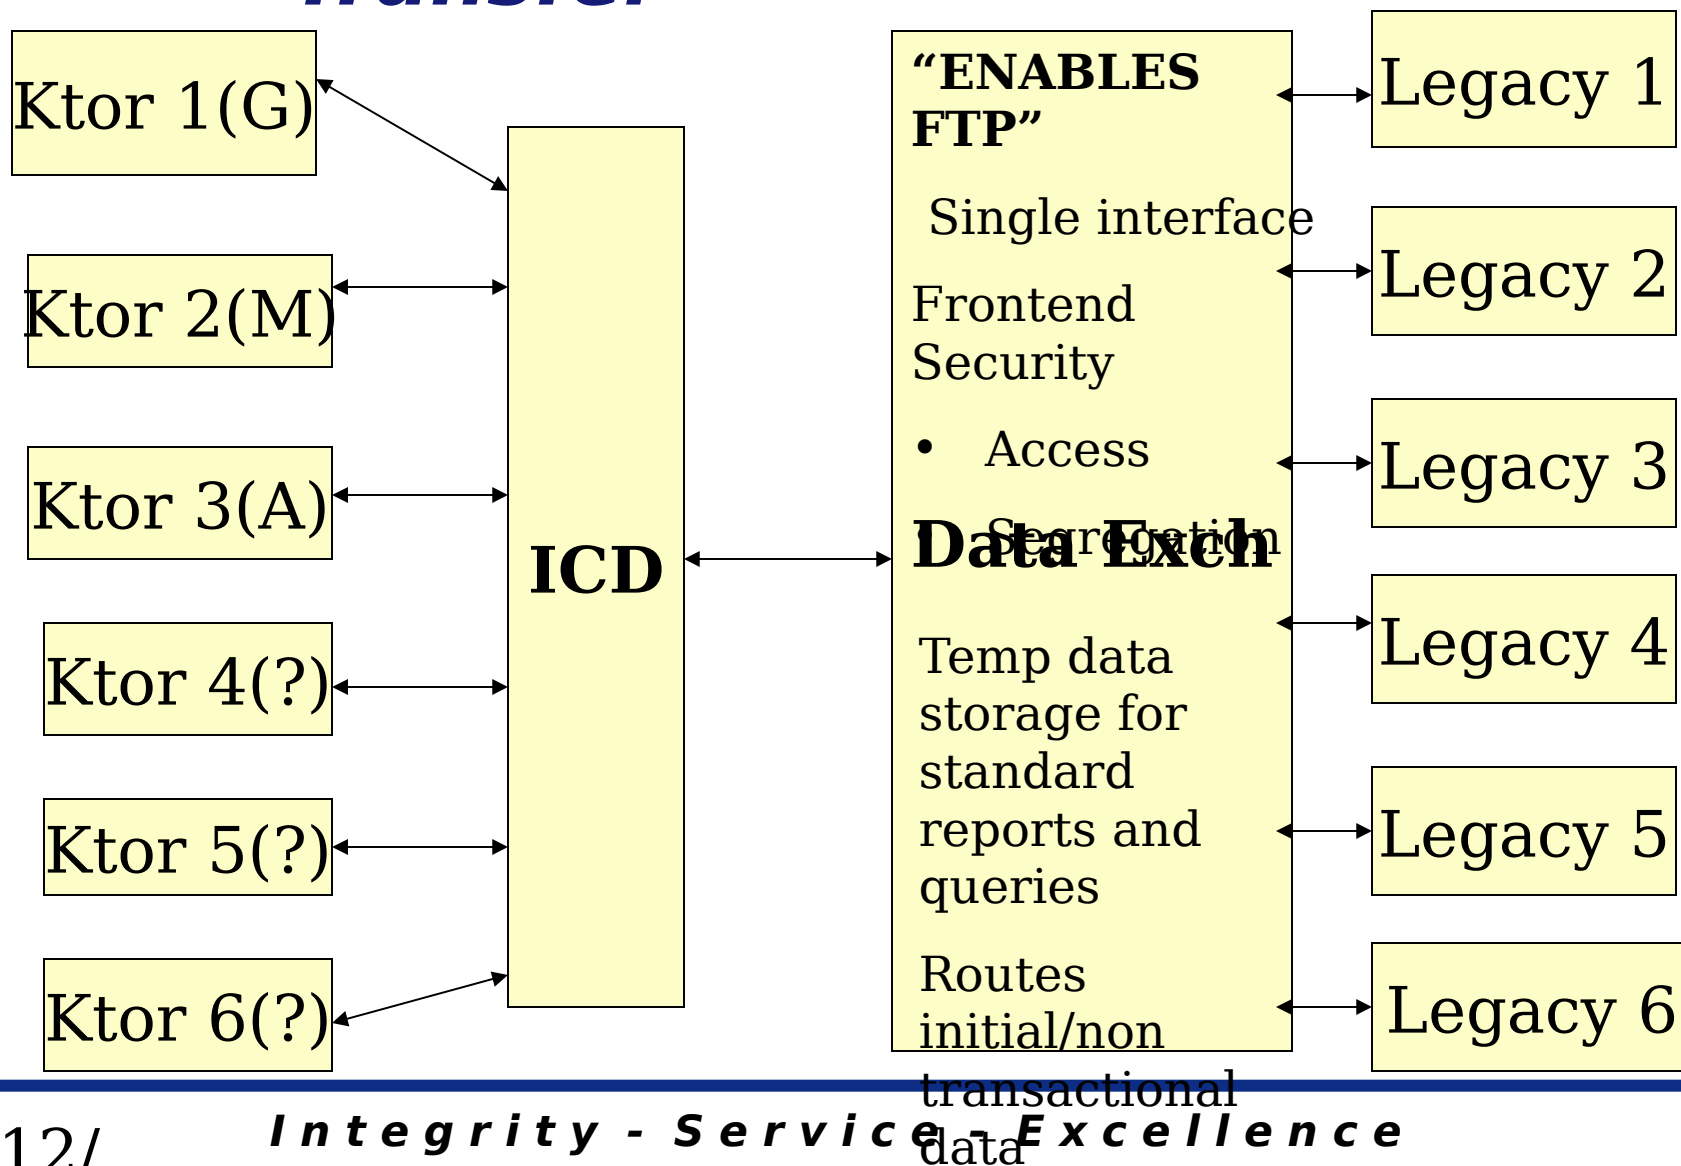 Transfer
Ktor 1(G)
Ktor 2(M)
Ktor 3(A)
Ktor 4(?)
Ktor 5(?)
Ktor 6(?)
ICD
“ENABLES
FTP”
Single interface
Frontend
Security
• Access
• Segregation
Data Exch
Temp data
storage for
standard
reports and
queries
Routes
initial/non
transactional
data
Legacy 1
Legacy 2
Legacy 3
Legacy 4
Legacy 5
Legacy 6
Integrity - Service - Excellence
12/